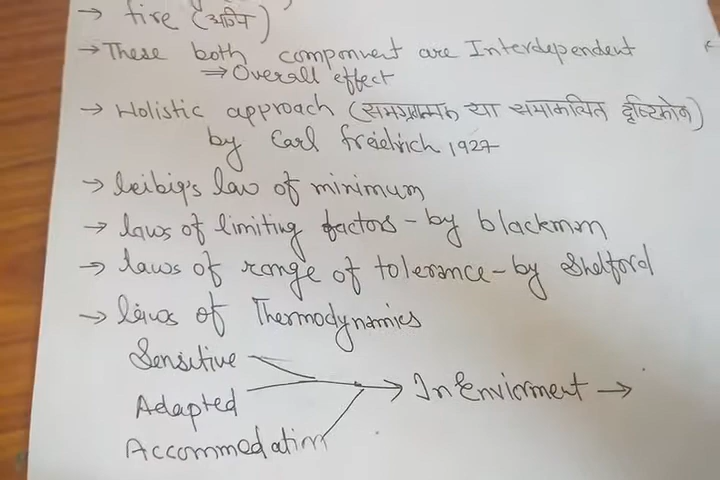 → fire (अग्नि)
→ These both component are Interdependent
⇒ Overall effect
→ Holistic approach (समग्रात्मक या समाकलित दृष्टिकोन)
by Carl Freidrich 1927
→ leibig's law of minimum
→ laws of limiting factors - by blackmon
→ laws of range of tolerance - by Shelford
→ laws of Thermodynamics
Sensitive
Adapted → In Enviorment →
Accommodation